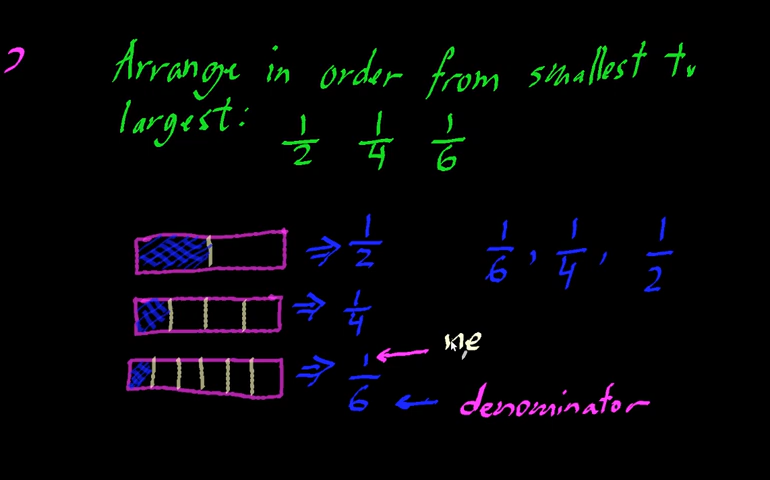 Arrange in order from smallest to
largest: 1/2 1/4 1/6
⇒ 1/2
1/6, 1/4, 1/2
⇒ 1/4
⇒ 1/6
ne
← denominator